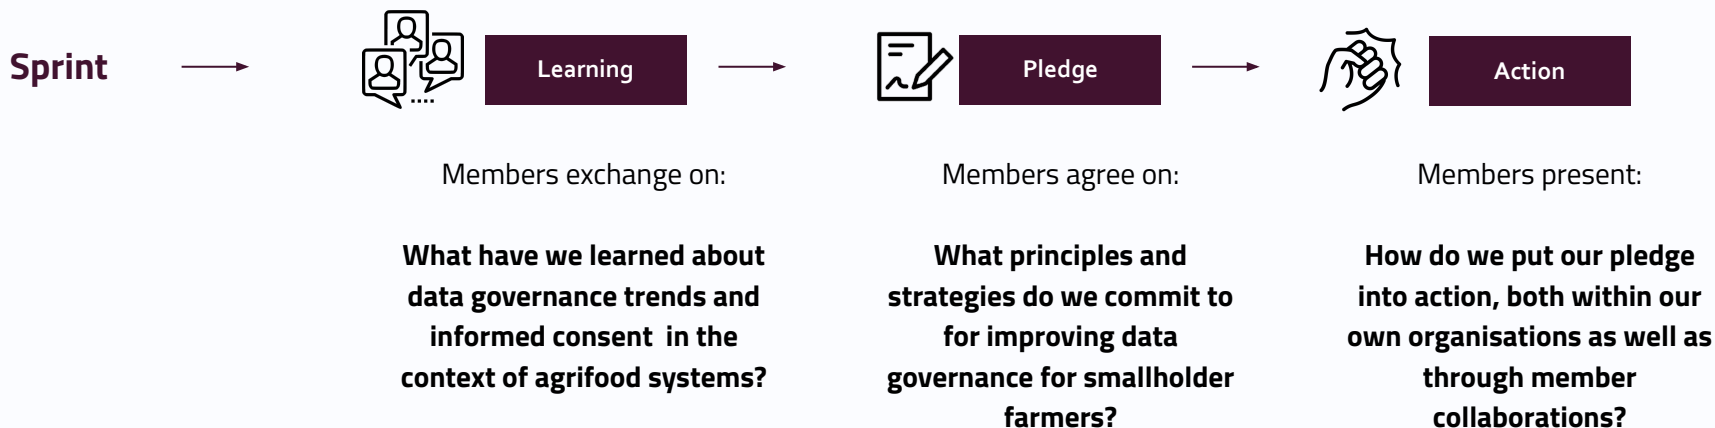 Sprint
Learning
Pledge
Action
Members exchange on:
What have we learned about
data governance trends and
informed consent in the
context of agrifood systems?
Members agree on:
What principles and
strategies do we commit to
for improving data
governance for smallholder
farmers?
Members present:
How do we put our pledge
into action, both within our
own organisations as well as
through member
collaborations?